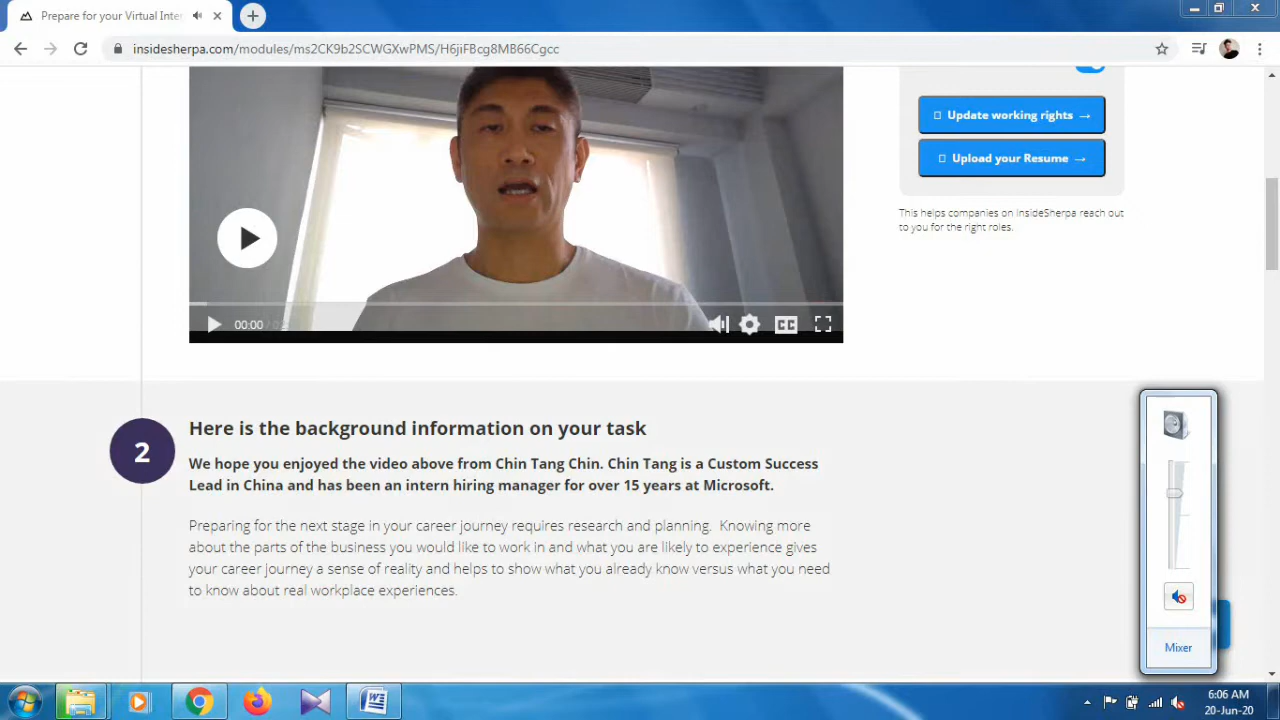 Prepare for your Virtual Inter
insidesherpa.com/modules/ms2CK9b2SCWGXwPMS/H6jiFBcg8MB66Cgcc
Update working rights →
Upload your Resume →
This helps companies on InsideSherpa reach out
to you for the right roles.
00:00
CC
2
Here is the background information on your task
We hope you enjoyed the video above from Chin Tang Chin. Chin Tang is a Custom Success
Lead in China and has been an intern hiring manager for over 15 years at Microsoft.
Preparing for the next stage in your career journey requires research and planning.  Knowing more
about the parts of the business you would like to work in and what you are likely to experience gives
your career journey a sense of reality and helps to show what you already know versus what you need
to know about real workplace experiences.
Mixer
6:06 AM
20-Jun-20